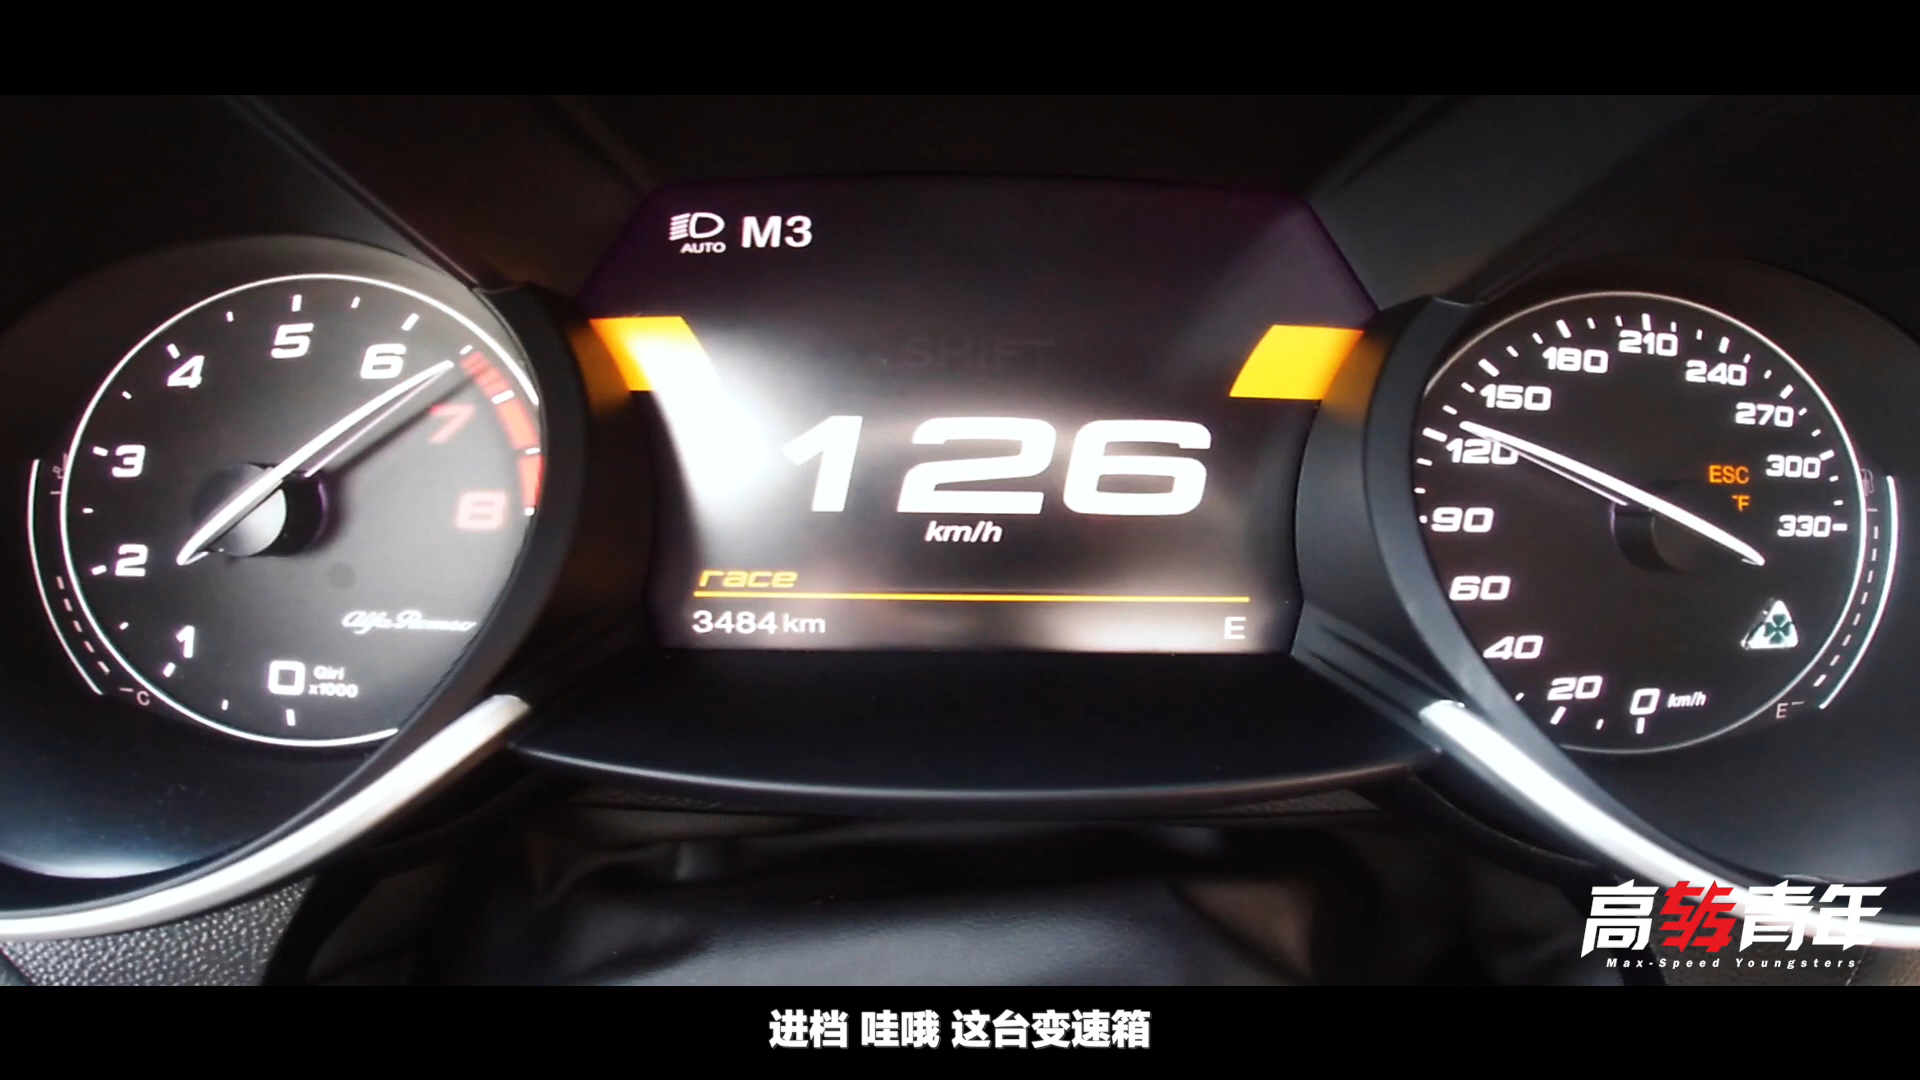 AUTO M3
SHIFT
126
km/h
race
3484 km E
1
2
3
4
5
6
7
8
0 Giri
x1000
Alfa Romeo
C
0 km/h
20
40
60
90
120
150
180
210
240
270
300
330
ESC
E
高转青年
Max-Speed Youngsters
进档 哇哦 这台变速箱